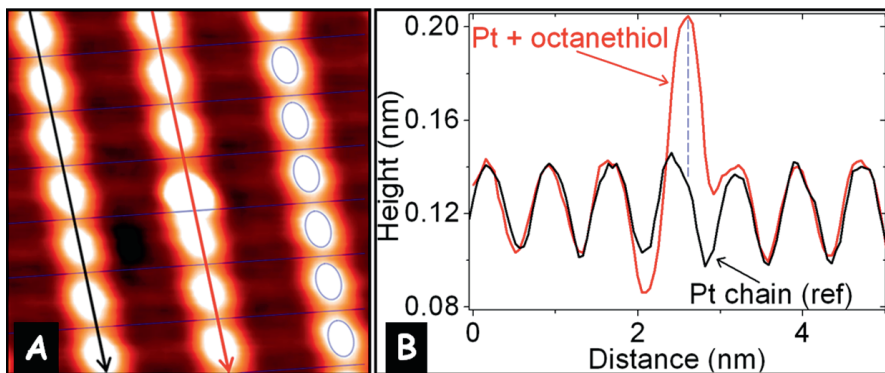 A
B
0.20
0.16
0.12
0.08
Height (nm)
Pt + octanethiol
Pt chain (ref)
0
2
4
Distance (nm)